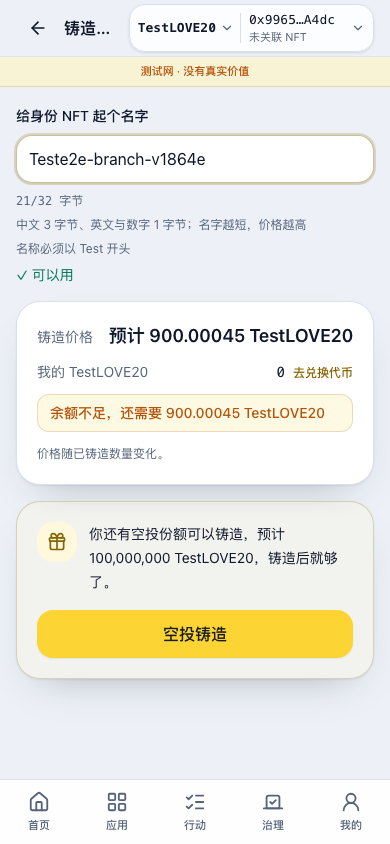 铸造... TestLOVE20 0x9965…A4dc
未关联 NFT
测试网 · 没有真实价值
给身份 NFT 起个名字
Teste2e-branch-v1864e
21/32 字节
中文 3 字节、英文与数字 1 字节；名字越短，价格越高
名称必须以 Test 开头
可以用
铸造价格 预计 900.00045 TestLOVE20
我的 TestLOVE20 0 去兑换代币
余额不足，还需要 900.00045 TestLOVE20
价格随已铸造数量变化。
你还有空投份额可以铸造，预计
100,000,000 TestLOVE20，铸造后就够
了。
空投铸造
首页 应用 行动 治理 我的